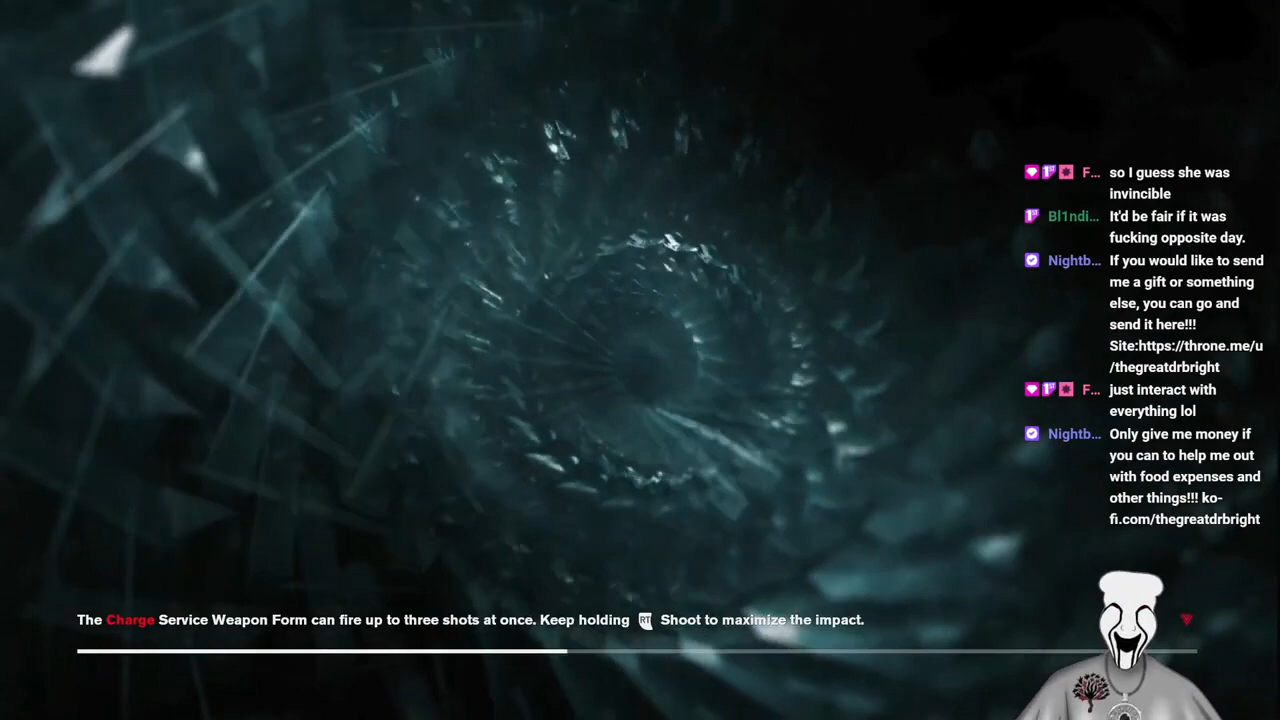 F... so I guess she was
invincible
Bl1ndi... It'd be fair if it was
fucking opposite day.
Nightb... If you would like to send
me a gift or something
else, you can go and
send it here!!!
Site:https://throne.me/u
/thegreatdrbright
F... just interact with
everything lol
Nightb... Only give me money if
you can to help me out
with food expenses and
other things!!! ko-
fi.com/thegreatdrbright
The Charge Service Weapon Form can fire up to three shots at once. Keep holding RT Shoot to maximize the impact.